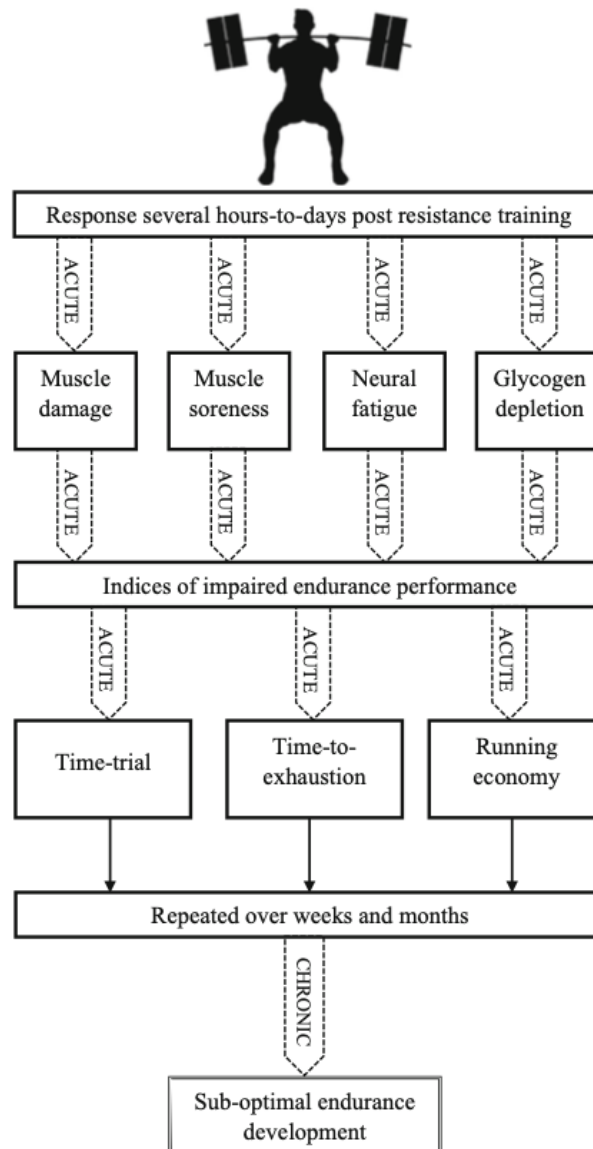 Response several hours-to-days post resistance training
ACUTE
ACUTE
ACUTE
ACUTE
Muscle
damage
Muscle
soreness
Neural
fatigue
Glycogen
depletion
ACUTE
ACUTE
ACUTE
ACUTE
Indices of impaired endurance performance
ACUTE
ACUTE
ACUTE
Time-trial
Time-to-
exhaustion
Running
economy
Repeated over weeks and months
CHRONIC
Sub-optimal endurance
development